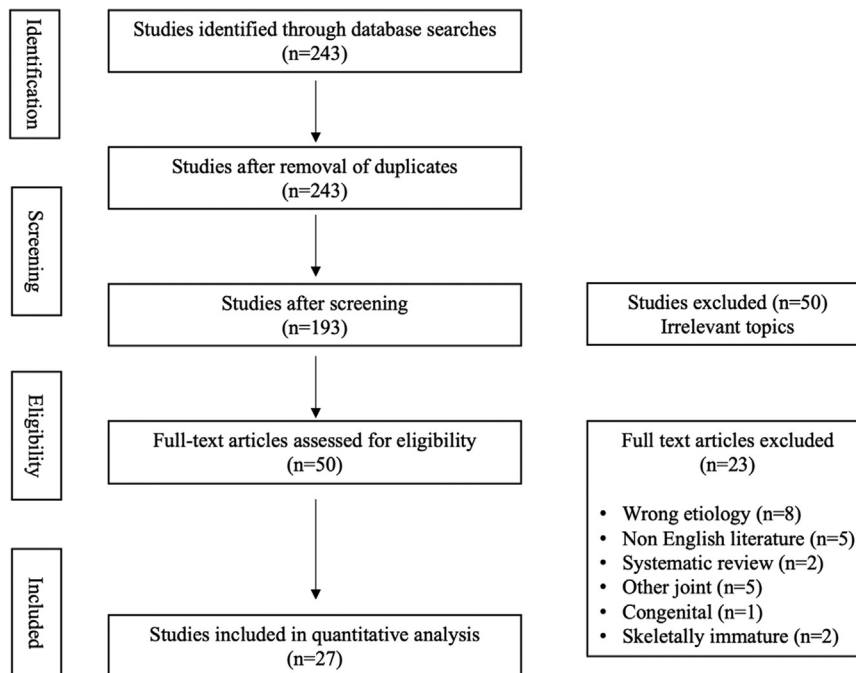 Identification
Studies identified through database searches
(n=243)
Studies after removal of duplicates
(n=243)
Screening
Studies after screening
(n=193)
Studies excluded (n=50)
Irrelevant topics
Eligibility
Full-text articles assessed for eligibility
(n=50)
Full text articles excluded
(n=23)
• Wrong etiology (n=8)
• Non English literature (n=5)
• Systematic review (n=2)
• Other joint (n=5)
• Congenital (n=1)
• Skeletally immature (n=2)
Included
Studies included in quantitative analysis
(n=27)